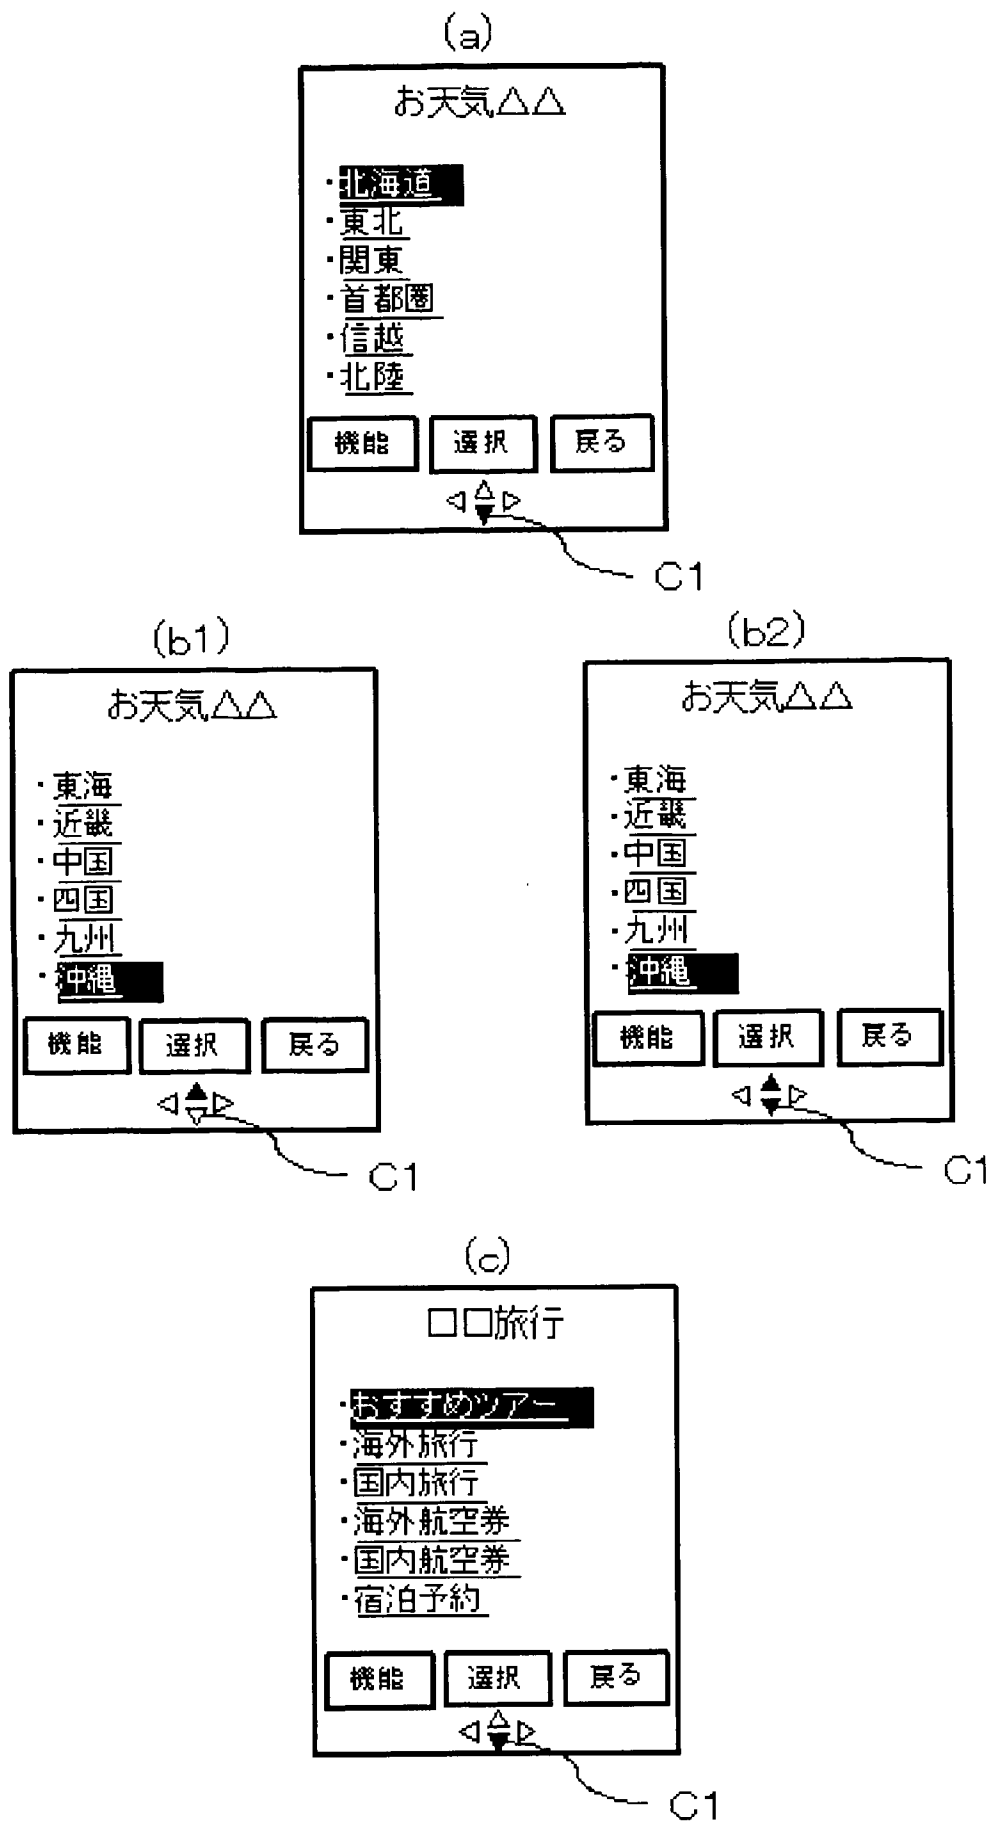 (a)
お天気△△
・北海道
・東北
・関東
・首都圏
・信越
・北陸
機能 選択 戻る
C1
(b1)
お天気△△
・東海
・近畿
・中国
・四国
・九州
・沖縄
機能 選択 戻る
C1
(b2)
お天気△△
・東海
・近畿
・中国
・四国
・九州
・沖縄
機能 選択 戻る
C1
(c)
□□旅行
・おすすめツアー
・海外旅行
・国内旅行
・海外航空券
・国内航空券
・宿泊予約
機能 選択 戻る
C1